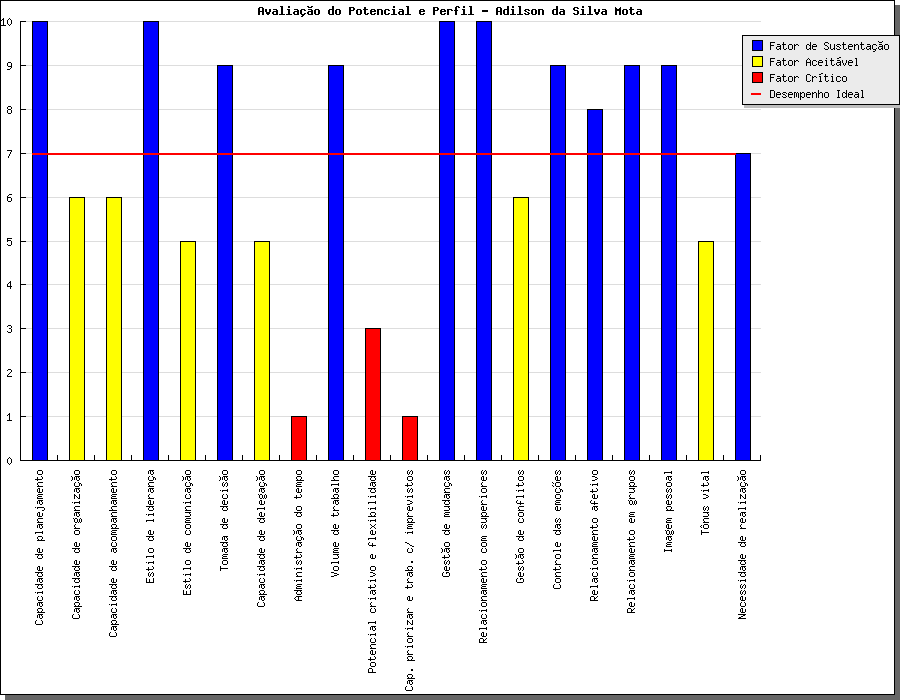 Avaliação do Potencial e Perfil - Adilson da Silva Mota
Fator de Sustentação
Fator Aceitável
Fator Crítico
Desempenho Ideal
10
9
8
7
6
5
4
3
2
1
0
Capacidade de planejamento
Capacidade de organização
Capacidade de acompanhamento
Estilo de liderança
Estilo de comunicação
Tomada de decisão
Capacidade de delegação
Administração do tempo
Volume de trabalho
Potencial criativo e flexibilidade
Cap. priorizar e trab. c/ imprevistos
Gestão de mudanças
Relacionamento com superiores
Gestão de conflitos
Controle das emoções
Relacionamento afetivo
Relacionamento em grupos
Imagem pessoal
Tônus vital
Necessidade de realização